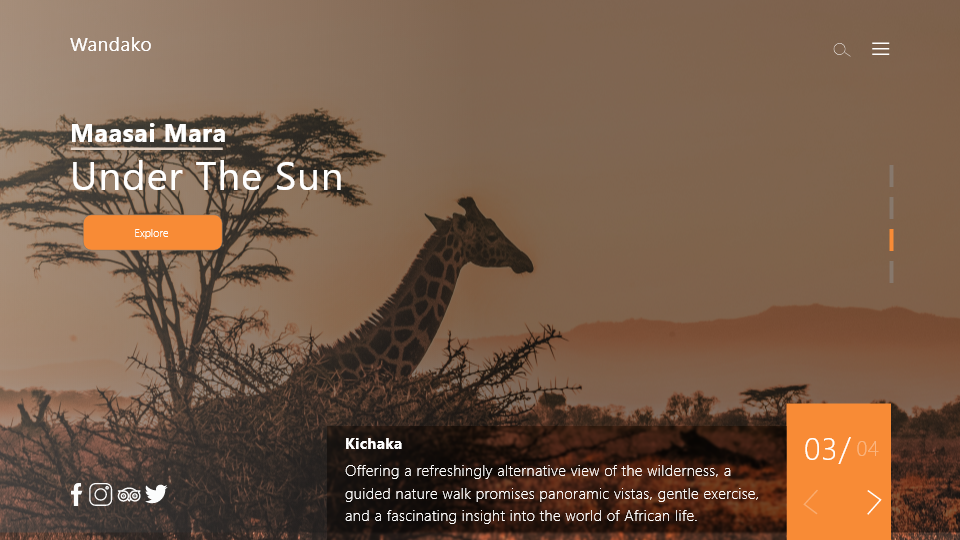 Wandako
Maasai Mara
Under The Sun
Explore
Kichaka
Offering a refreshingly alternative view of the wilderness, a
guided nature walk promises panoramic vistas, gentle exercise,
and a fascinating insight into the world of African life.
03/ 04